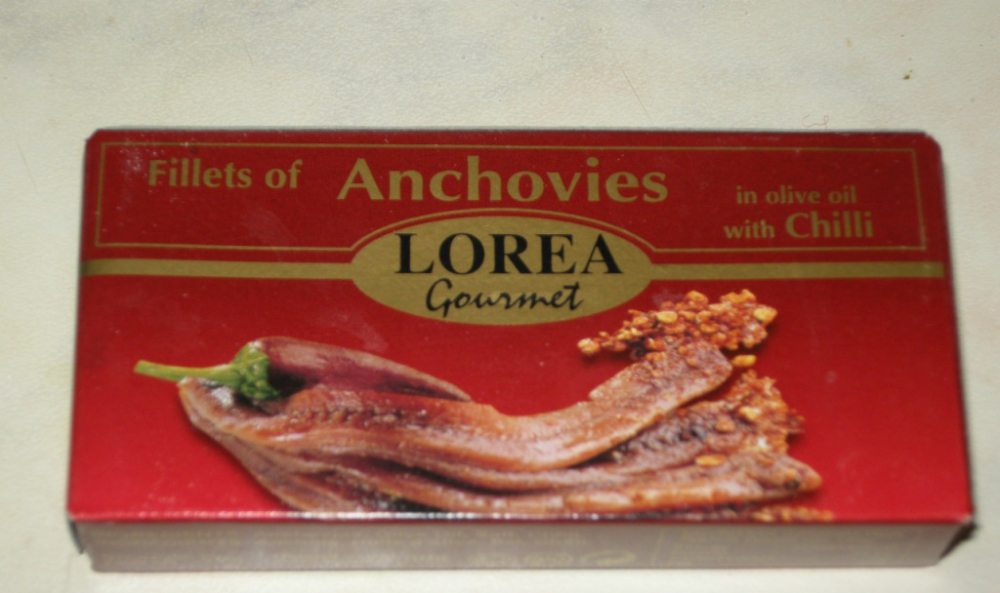 Fillets of Anchovies
in olive oil
with Chilli
LOREA
Gourmet